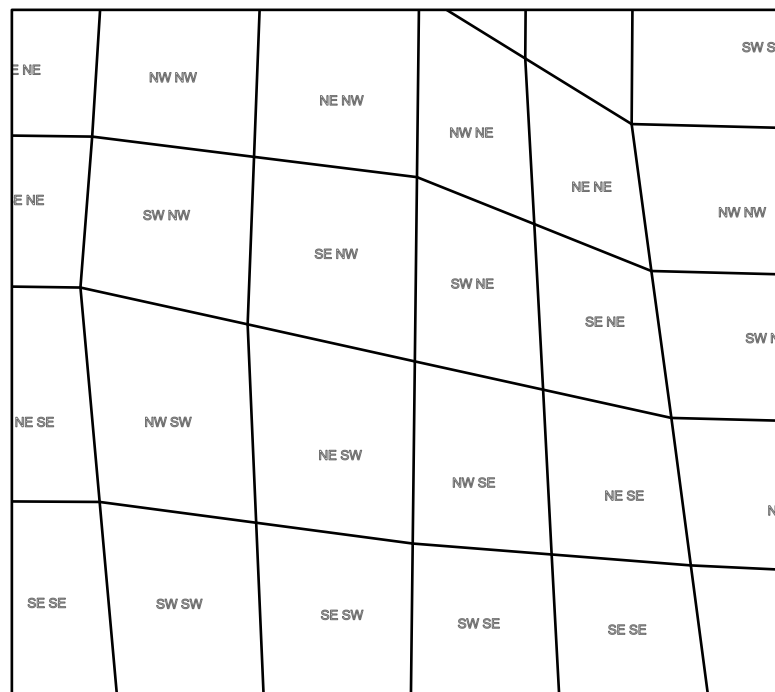 E NE
NW NW
NE NW
NW NE
NE NE
SW S
E NE
SW NW
SE NW
SW NE
SE NE
NW NW
SW N
NE SE
NW SW
NE SW
NW SE
NE SE
N
SE SE
SW SW
SE SW
SW SE
SE SE